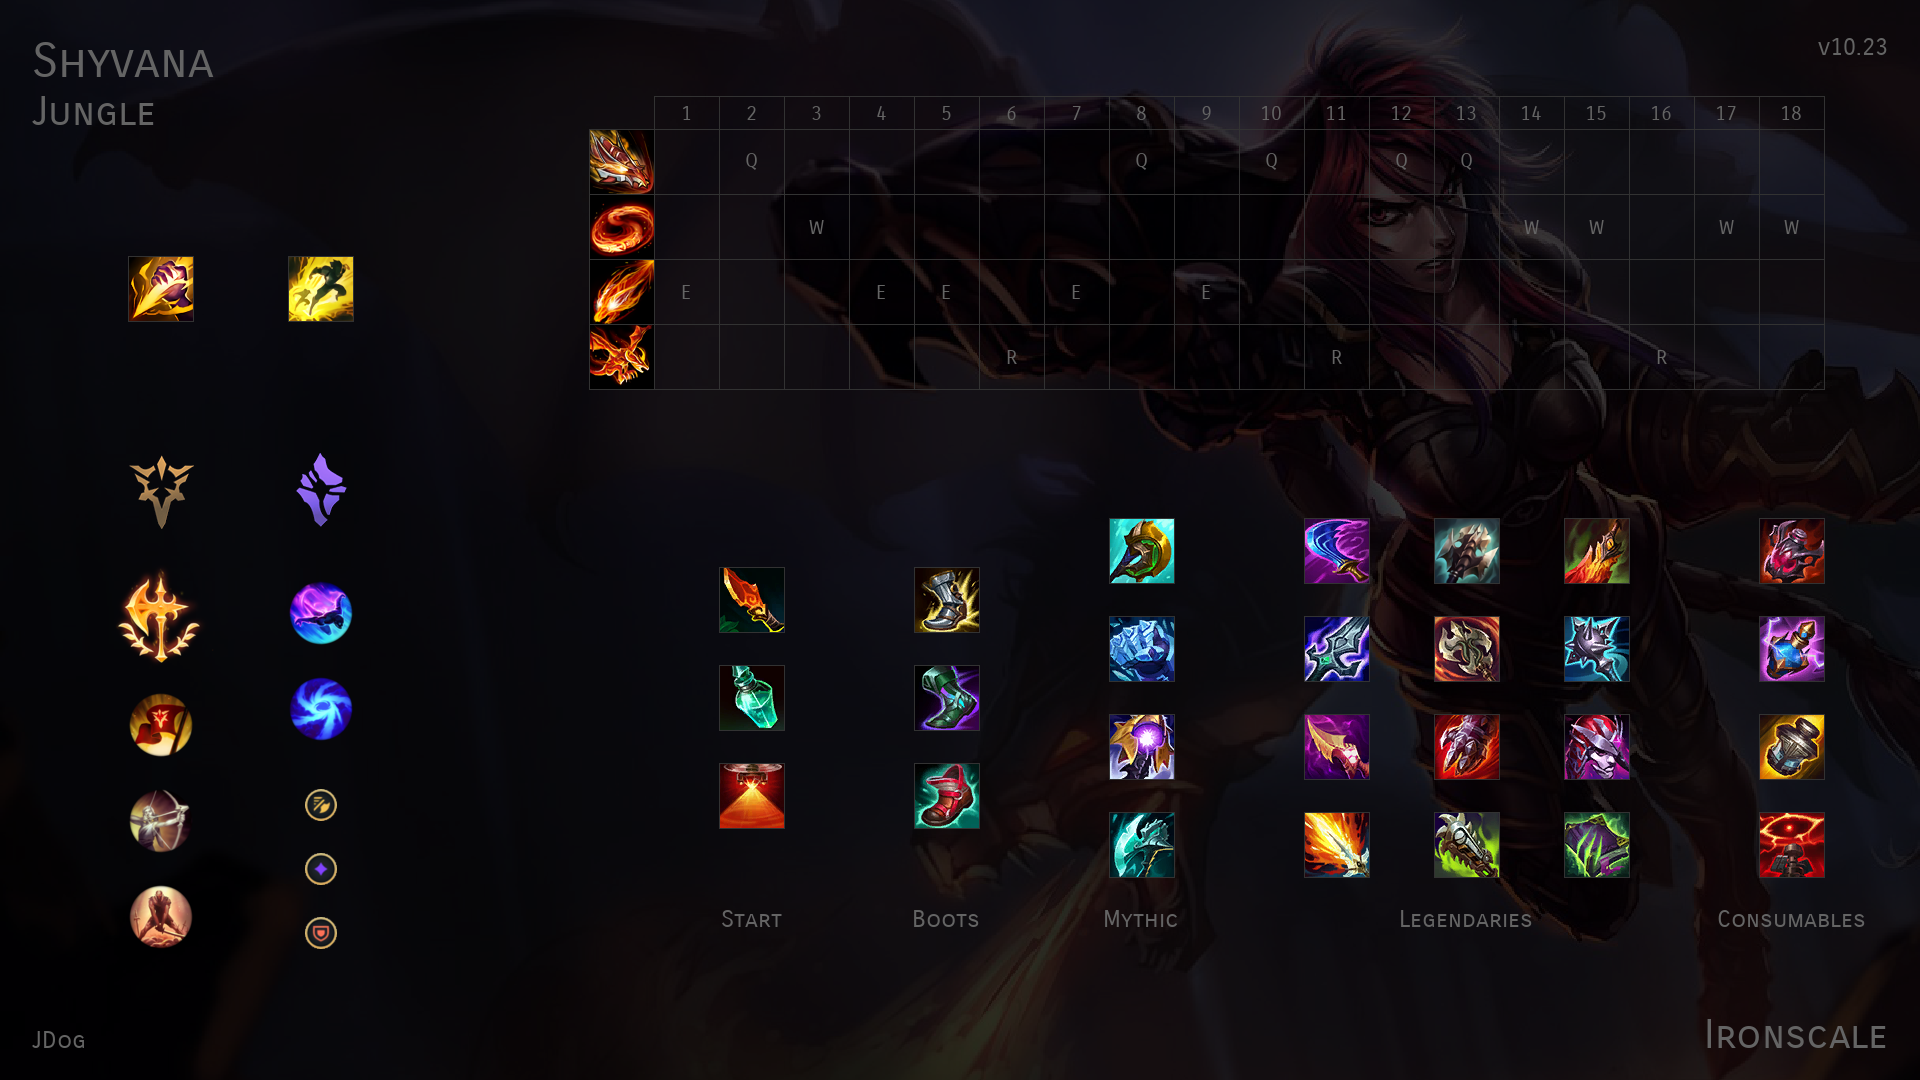 Shyvana
Jungle
v10.23
1 2 3 4 5 6 7 8 9 10 11 12 13 14 15 16 17 18
Q Q Q Q Q
W W W W W
E E E E E
R R R
Start Boots Mythic Legendaries Consumables
JDog
Ironscale